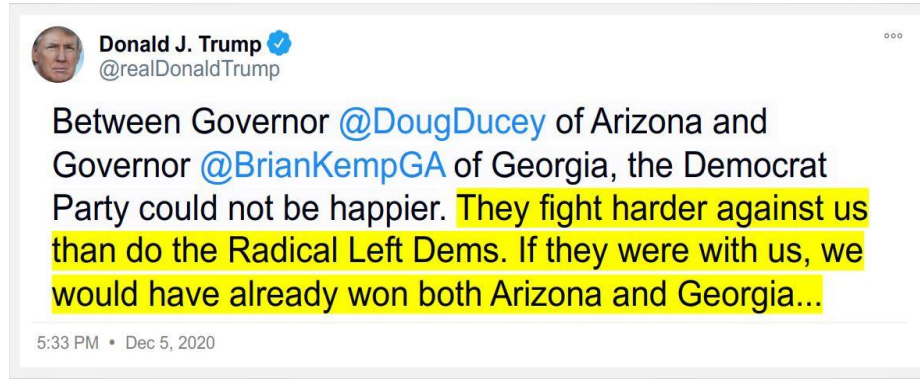 Donald J. Trump
@realDonaldTrump
Between Governor @DougDucey of Arizona and
Governor @BrianKempGA of Georgia, the Democrat
Party could not be happier. They fight harder against us
than do the Radical Left Dems. If they were with us, we
would have already won both Arizona and Georgia...
5:33 PM • Dec 5, 2020